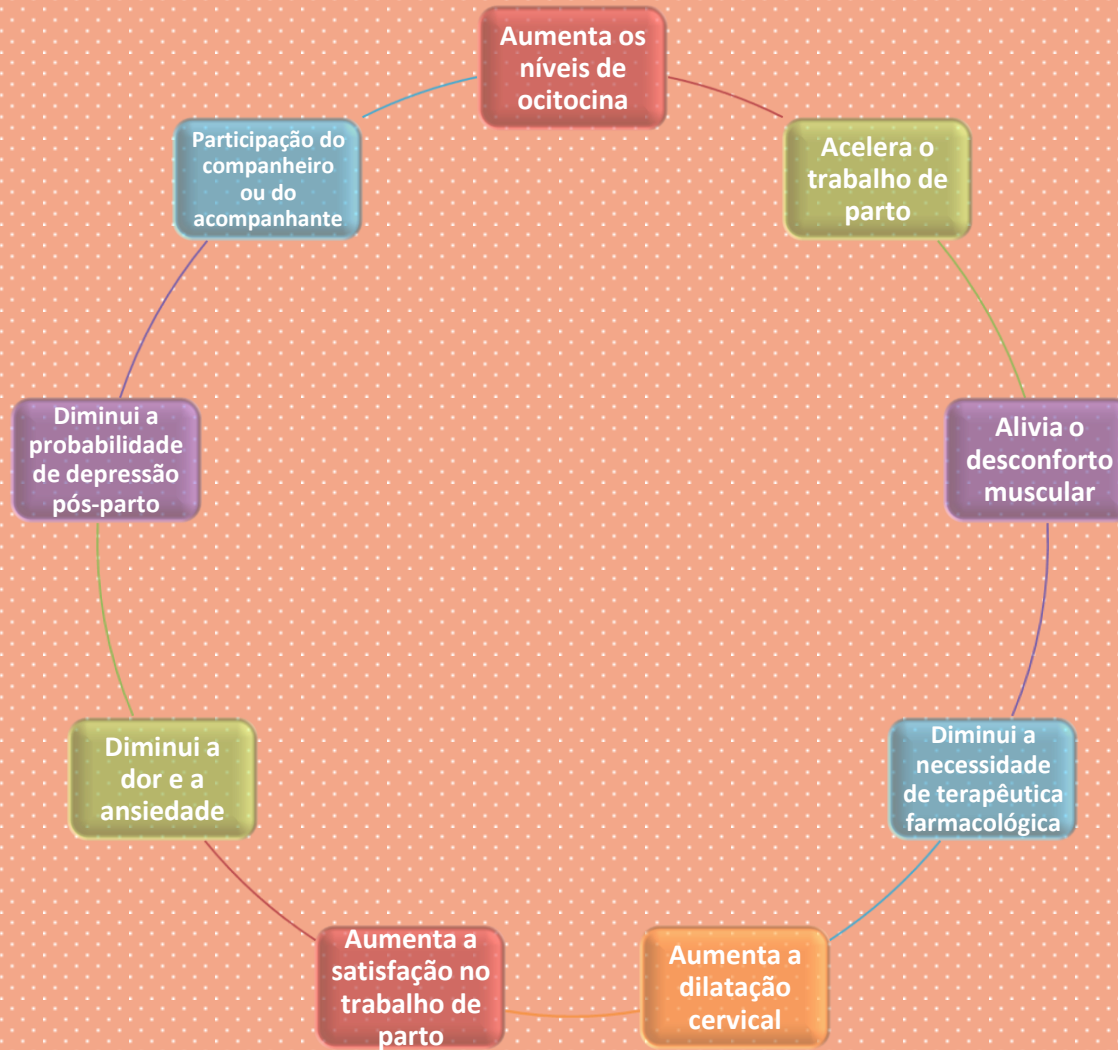 Aumenta os
níveis de
ocitocina
Acelera o
trabalho de
parto
Alivia o
desconforto
muscular
Diminui a
necessidade
de terapêutica
farmacológica
Aumenta a
dilatação
cervical
Aumenta a
satisfação no
trabalho de
parto
Diminui a
dor e a
ansiedade
Diminui a
probabilidade
de depressão
pós-parto
Participação do
companheiro
ou do
acompanhante